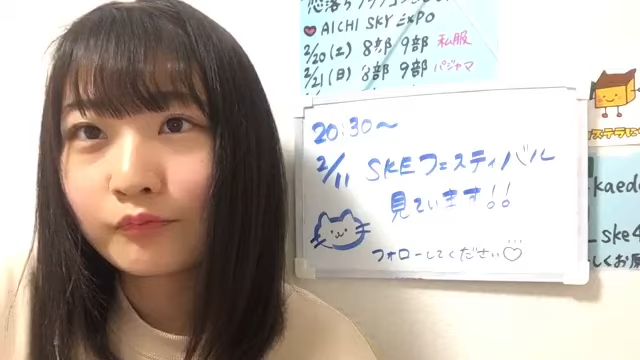 AICHI SKY EXPO
2/20(土) 8部 9部 私服
2/21(日) 8部 9部 パジャマ
20:30〜
2/11 SKEフェスティバル
見ています!!
フォローしてください♡
kaede
_ske4